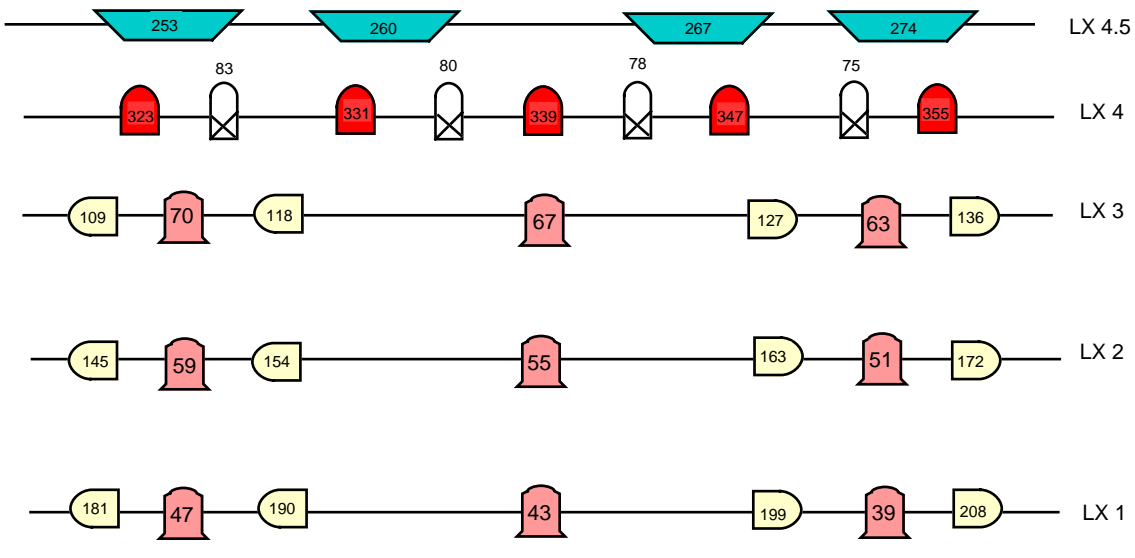 253 260 267 274 LX 4.5
83 80 78 75
323 331 339 347 355 LX 4
109 70 118 67 127 63 136 LX 3
145 59 154 55 163 51 172 LX 2
181 47 190 43 199 39 208 LX 1